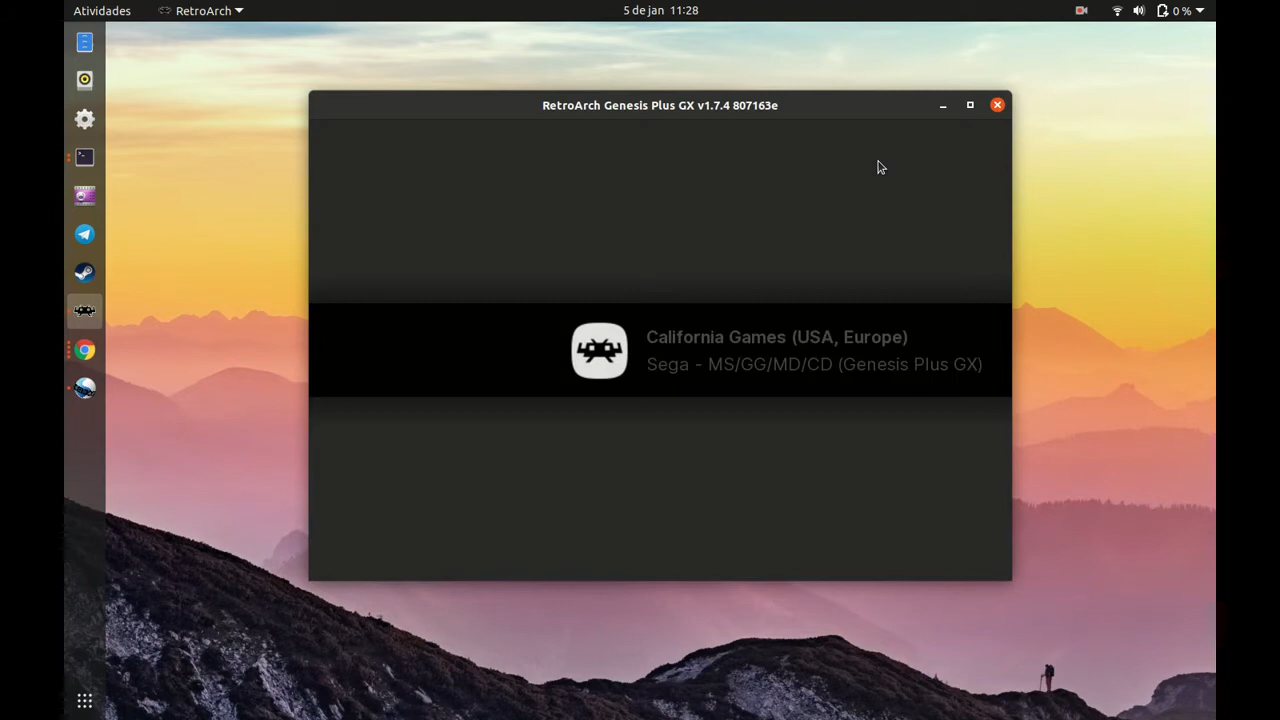 Atividades
RetroArch
5 de jan 11:28
0 %
RetroArch Genesis Plus GX v1.7.4 807163e
California Games (USA, Europe)
Sega - MS/GG/MD/CD (Genesis Plus GX)